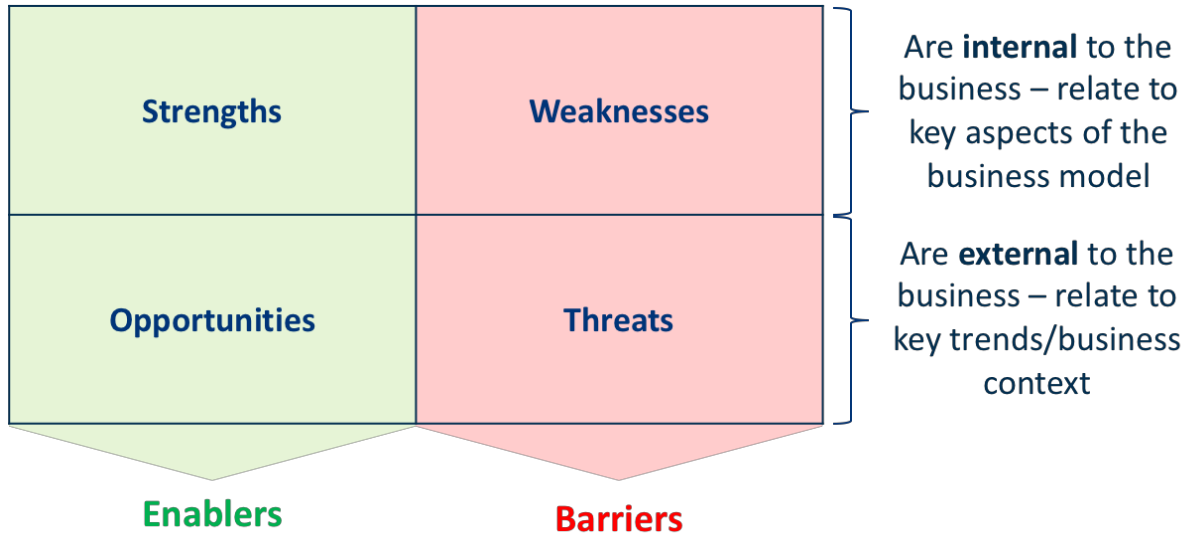 Strengths
Weaknesses
Are internal to the
business – relate to
key aspects of the
business model
Opportunities
Threats
Are external to the
business – relate to
key trends/business
context
Enablers
Barriers